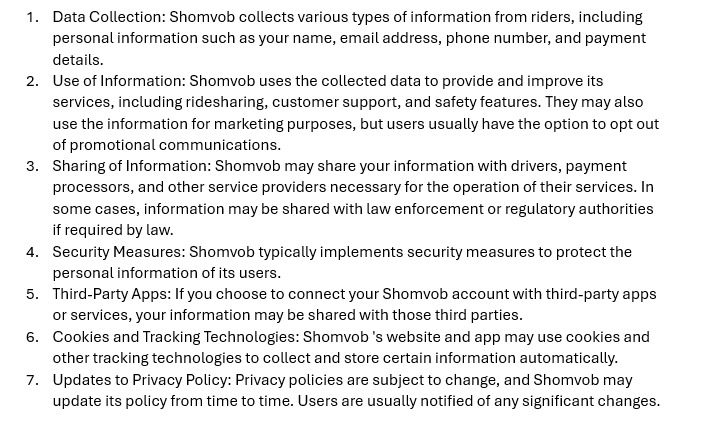 1. Data Collection: Shomvob collects various types of information from riders, including
personal information such as your name, email address, phone number, and payment
details.
2. Use of Information: Shomvob uses the collected data to provide and improve its
services, including ridesharing, customer support, and safety features. They may also
use the information for marketing purposes, but users usually have the option to opt out
of promotional communications.
3. Sharing of Information: Shomvob may share your information with drivers, payment
processors, and other service providers necessary for the operation of their services. In
some cases, information may be shared with law enforcement or regulatory authorities
if required by law.
4. Security Measures: Shomvob typically implements security measures to protect the
personal information of its users.
5. Third-Party Apps: If you choose to connect your Shomvob account with third-party apps
or services, your information may be shared with those third parties.
6. Cookies and Tracking Technologies: Shomvob 's website and app may use cookies and
other tracking technologies to collect and store certain information automatically.
7. Updates to Privacy Policy: Privacy policies are subject to change, and Shomvob may
update its policy from time to time. Users are usually notified of any significant changes.